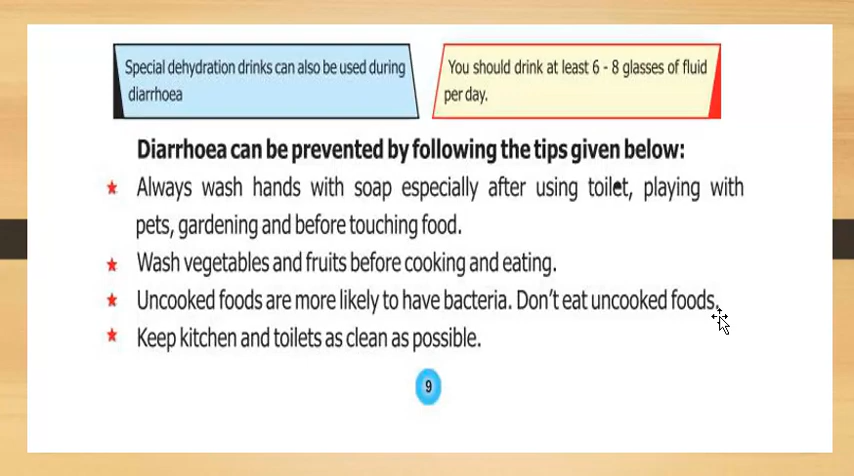 Special dehydration drinks can also be used during
diarrhoea
You should drink at least 6 - 8 glasses of fluid
per day.
Diarrhoea can be prevented by following the tips given below:
Always wash hands with soap especially after using toilet, playing with
pets, gardening and before touching food.
Wash vegetables and fruits before cooking and eating.
Uncooked foods are more likely to have bacteria. Don't eat uncooked foods.
Keep kitchen and toilets as clean as possible.
9